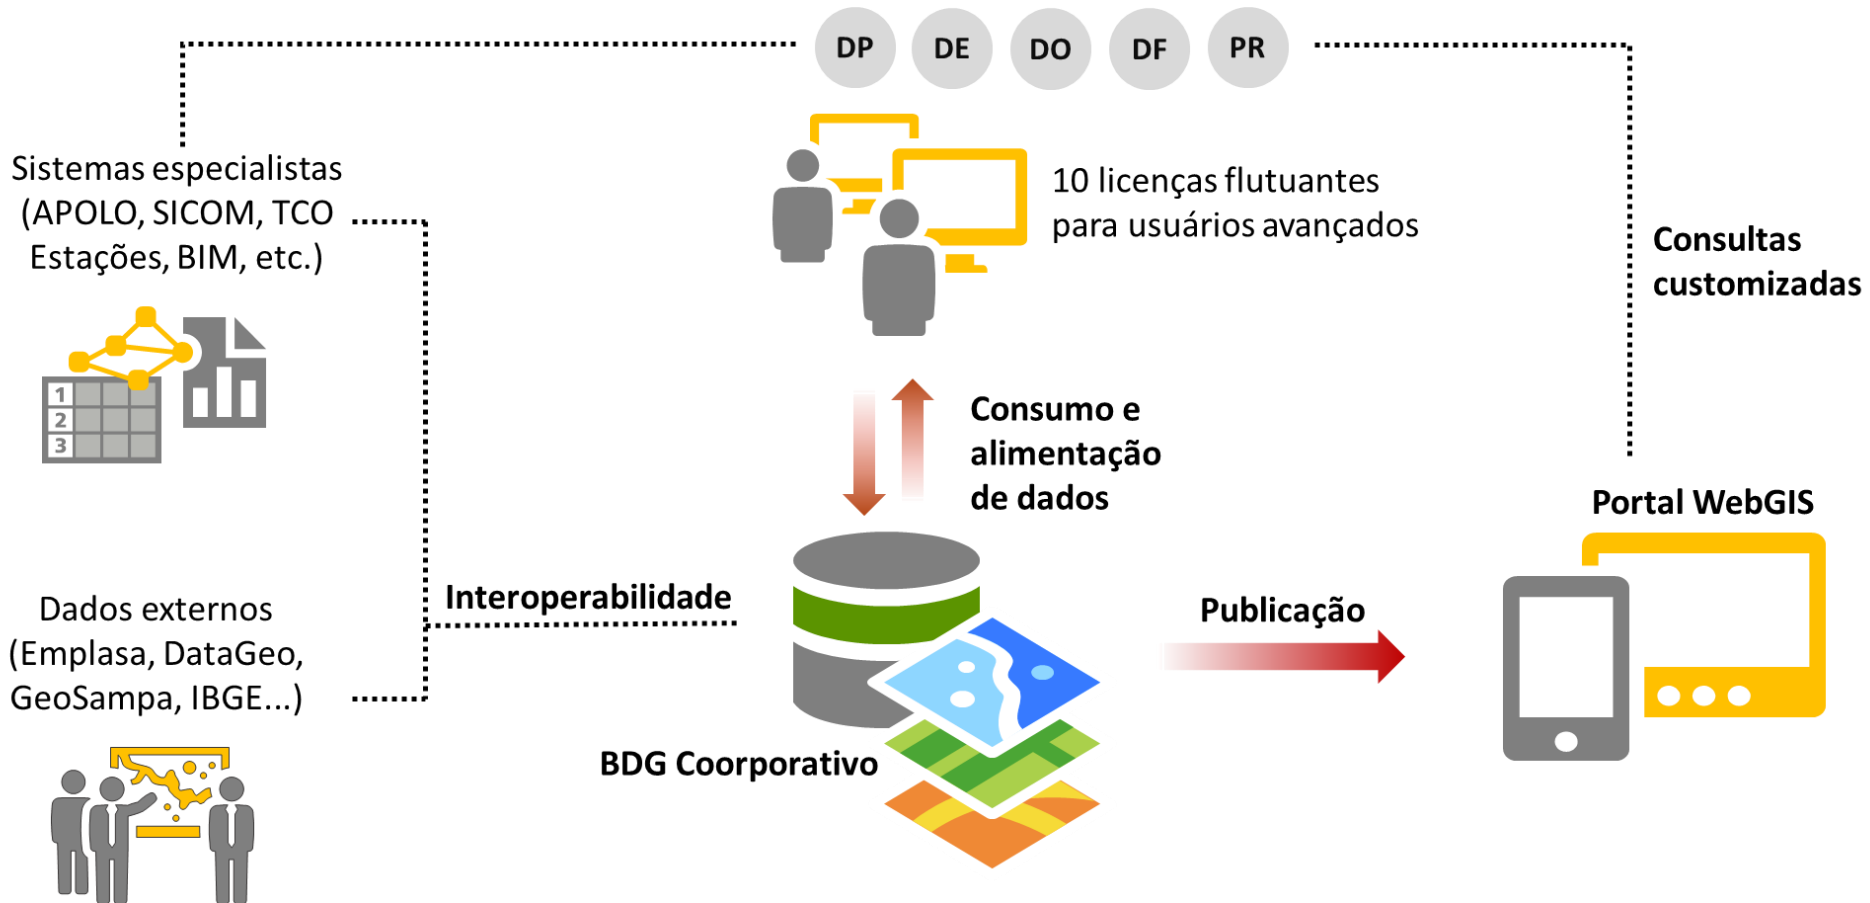 DP DE DO DF PR
Sistemas especialistas
(APOLO, SICOM, TCO
Estações, BIM, etc.)
1
2
3
10 licenças flutuantes
para usuários avançados
Consultas
customizadas
Consumo e
alimentação
de dados
Portal WebGIS
Dados externos
(Emplasa, DataGeo,
GeoSampa, IBGE...)
Interoperabilidade
Publicação
BDG Coorporativo